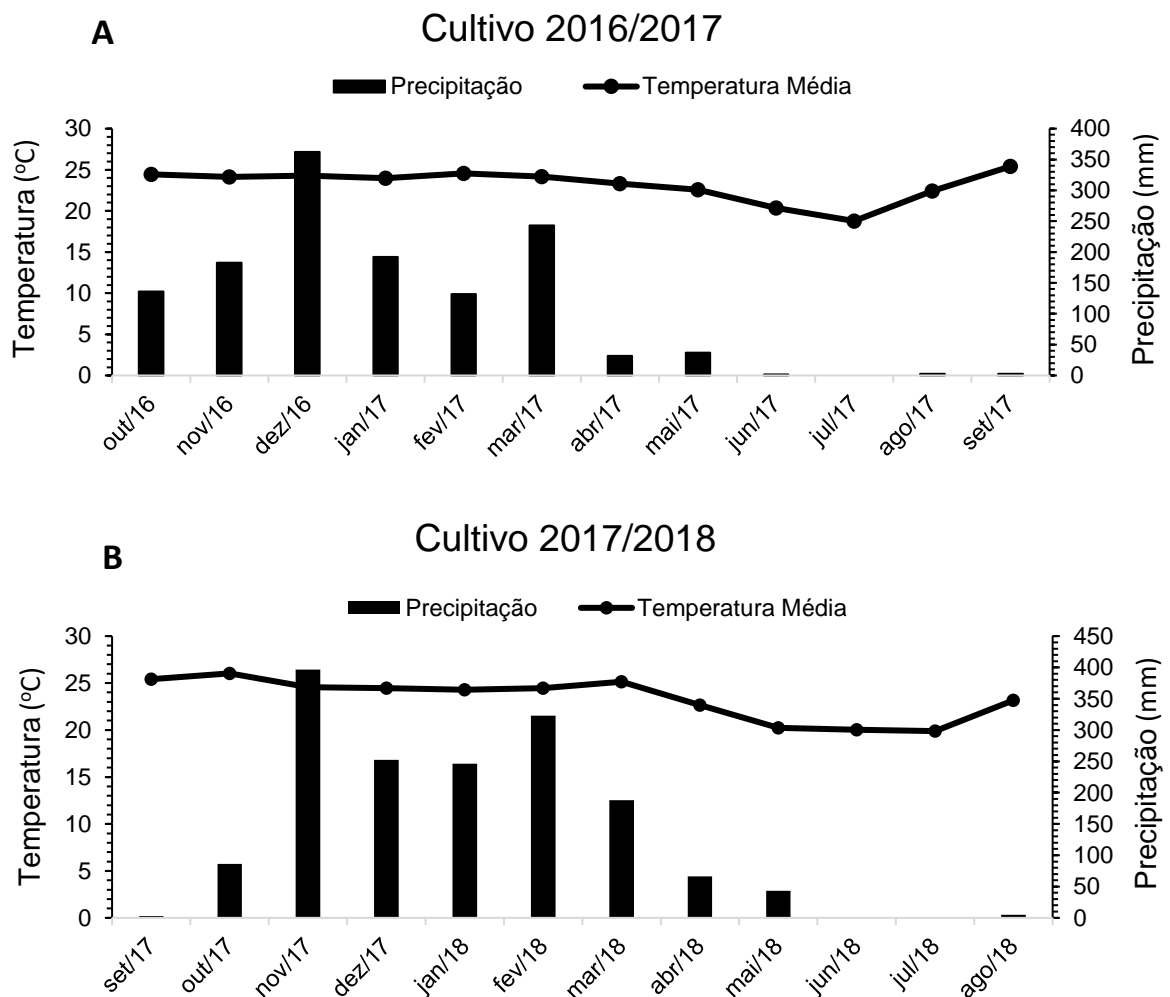 A
Cultivo 2016/2017
Precipitação
Temperatura Média
Temperatura (ºC)
30
25
20
15
10
5
0
400
350
300
250
200
150
100
50
0
Precipitação (mm)
out/16
nov/16
dez/16
jan/17
fev/17
mar/17
abr/17
mai/17
jun/17
jul/17
ago/17
set/17
B
Cultivo 2017/2018
Precipitação
Temperatura Média
Temperatura (ºC)
30
25
20
15
10
5
0
450
400
350
300
250
200
150
100
50
0
Precipitação (mm)
set/17
out/17
nov/17
dez/17
jan/18
fev/18
mar/18
abr/18
mai/18
jun/18
jul/18
ago/18